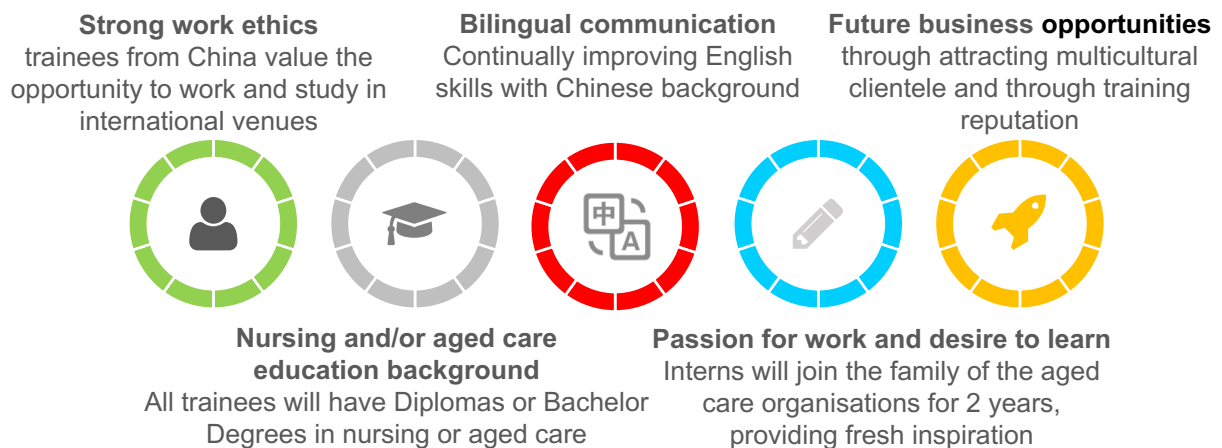 Strong work ethics
trainees from China value the
opportunity to work and study in
international venues
Bilingual communication
Continually improving English
skills with Chinese background
Future business opportunities
through attracting multicultural
clientele and through training
reputation
中
A
Nursing and/or aged care
education background
All trainees will have Diplomas or Bachelor
Degrees in nursing or aged care
Passion for work and desire to learn
Interns will join the family of the aged
care organisations for 2 years,
providing fresh inspiration